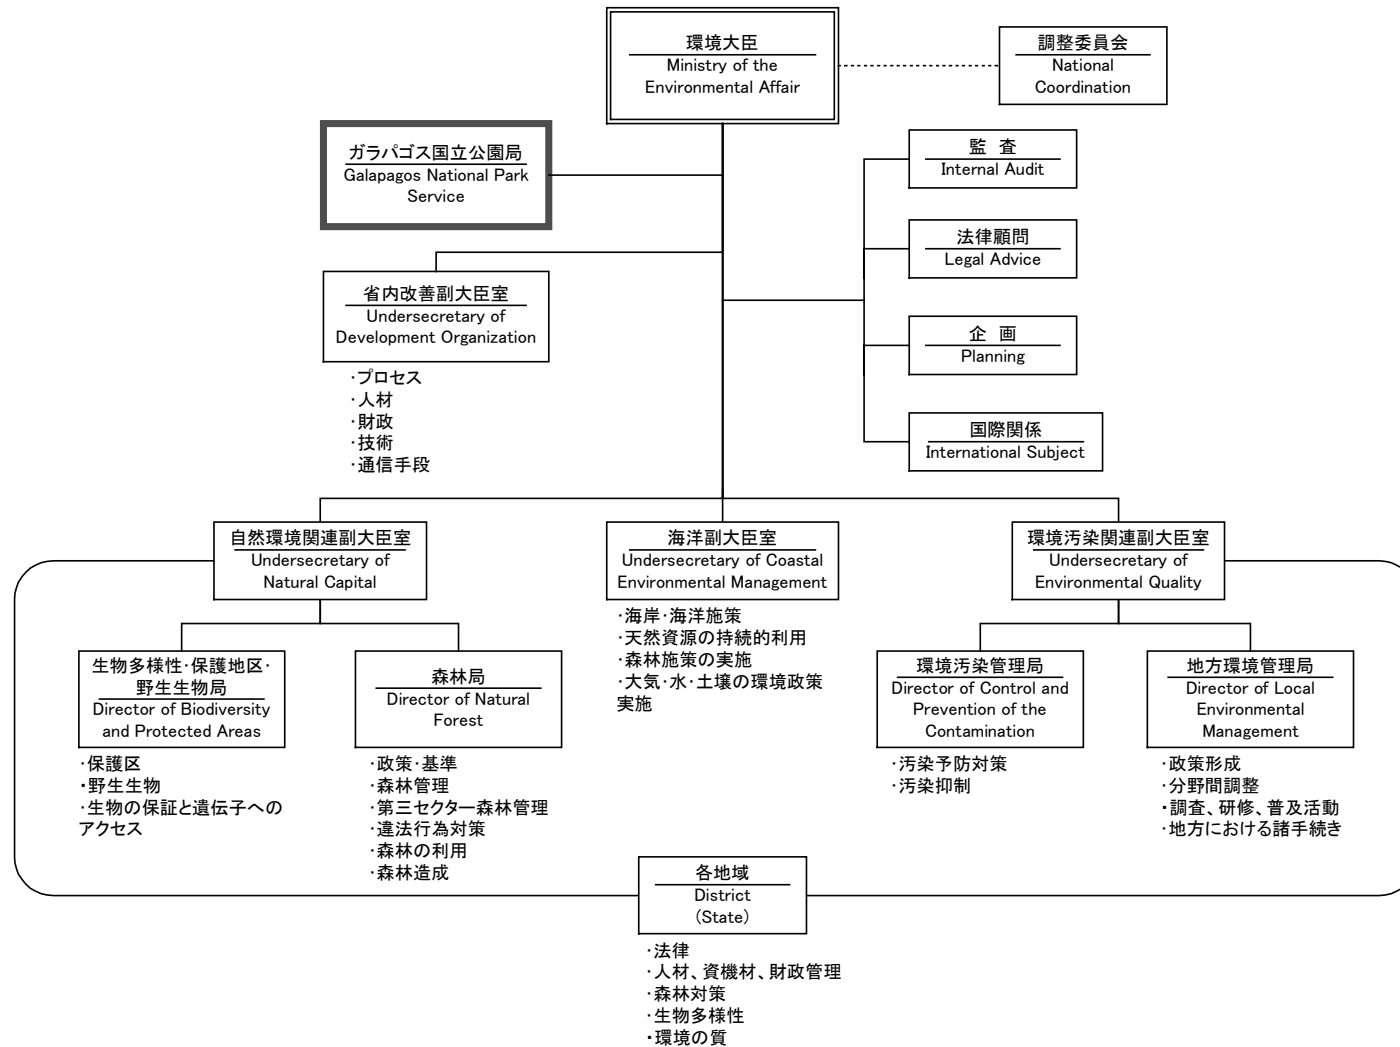 環境大臣
Ministry of the
Environmental Affair
調整委員会
National
Coordination
ガラパゴス国立公園局
Galapagos National Park
Service
監　査
Internal Audit
法律顧問
Legal Advice
省内改善副大臣室
Undersecretary of
Development Organization
・プロセス
・人材
・財政
・技術
・通信手段
企　画
Planning
国際関係
International Subject
自然環境関連副大臣室
Undersecretary of
Natural Capital
海洋副大臣室
Undersecretary of Coastal
Environmental Management
・海岸・海洋施策
・天然資源の持続的利用
・森林施策の実施
・大気・水・土壌の環境政策
実施
環境汚染関連副大臣室
Undersecretary of
Environmental Quality
生物多様性・保護地区・
野生生物局
Director of Biodiversity
and Protected Areas
・保護区
・野生生物
・生物の保証と遺伝子への
アクセス
森林局
Director of Natural
Forest
・政策・基準
・森林管理
・第三セクター森林管理
・違法行為対策
・森林の利用
・森林造成
環境汚染管理局
Director of Control and
Prevention of the
Contamination
・汚染予防対策
・汚染抑制
地方環境管理局
Director of Local
Environmental
Management
・政策形成
・分野間調整
・調査、研修、普及活動
・地方における諸手続き
各地域
District
(State)
・法律
・人材、資機材、財政管理
・森林対策
・生物多様性
・環境の質